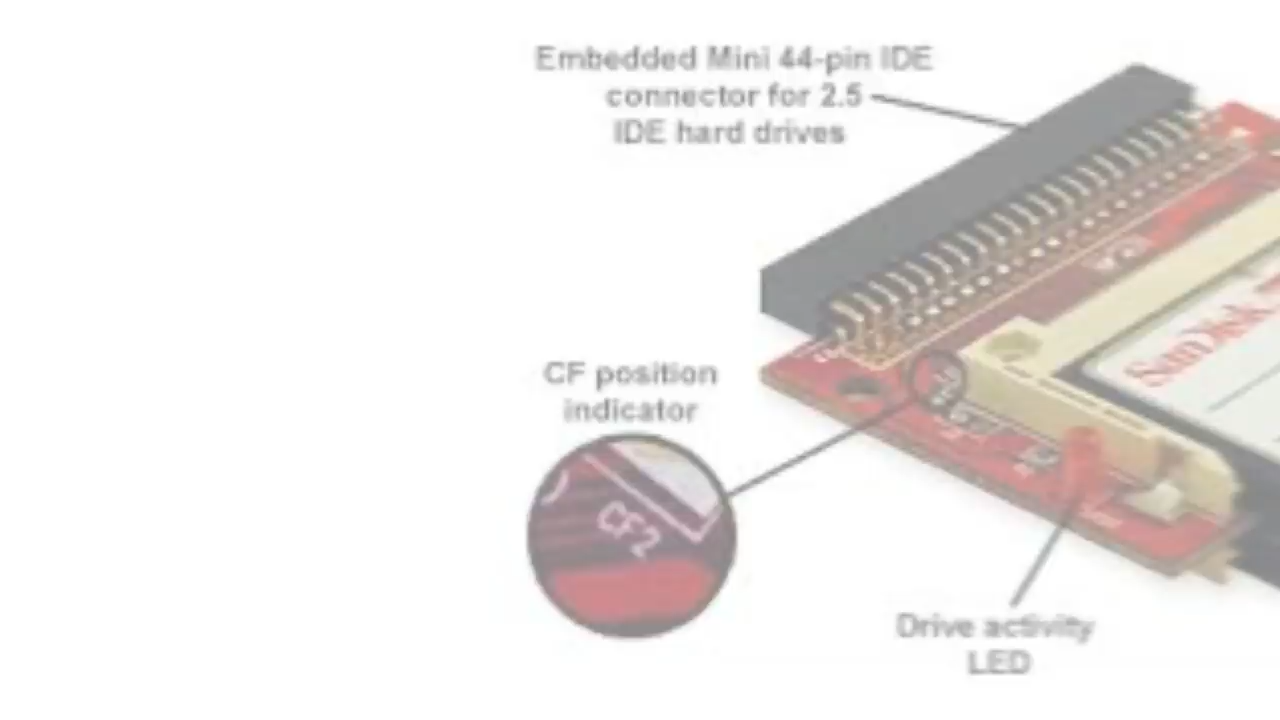 Embedded Mini 44-pin IDE
connector for 2.5
IDE hard drives
SanDisk
CF position
indicator
CF2
Drive activity
LED